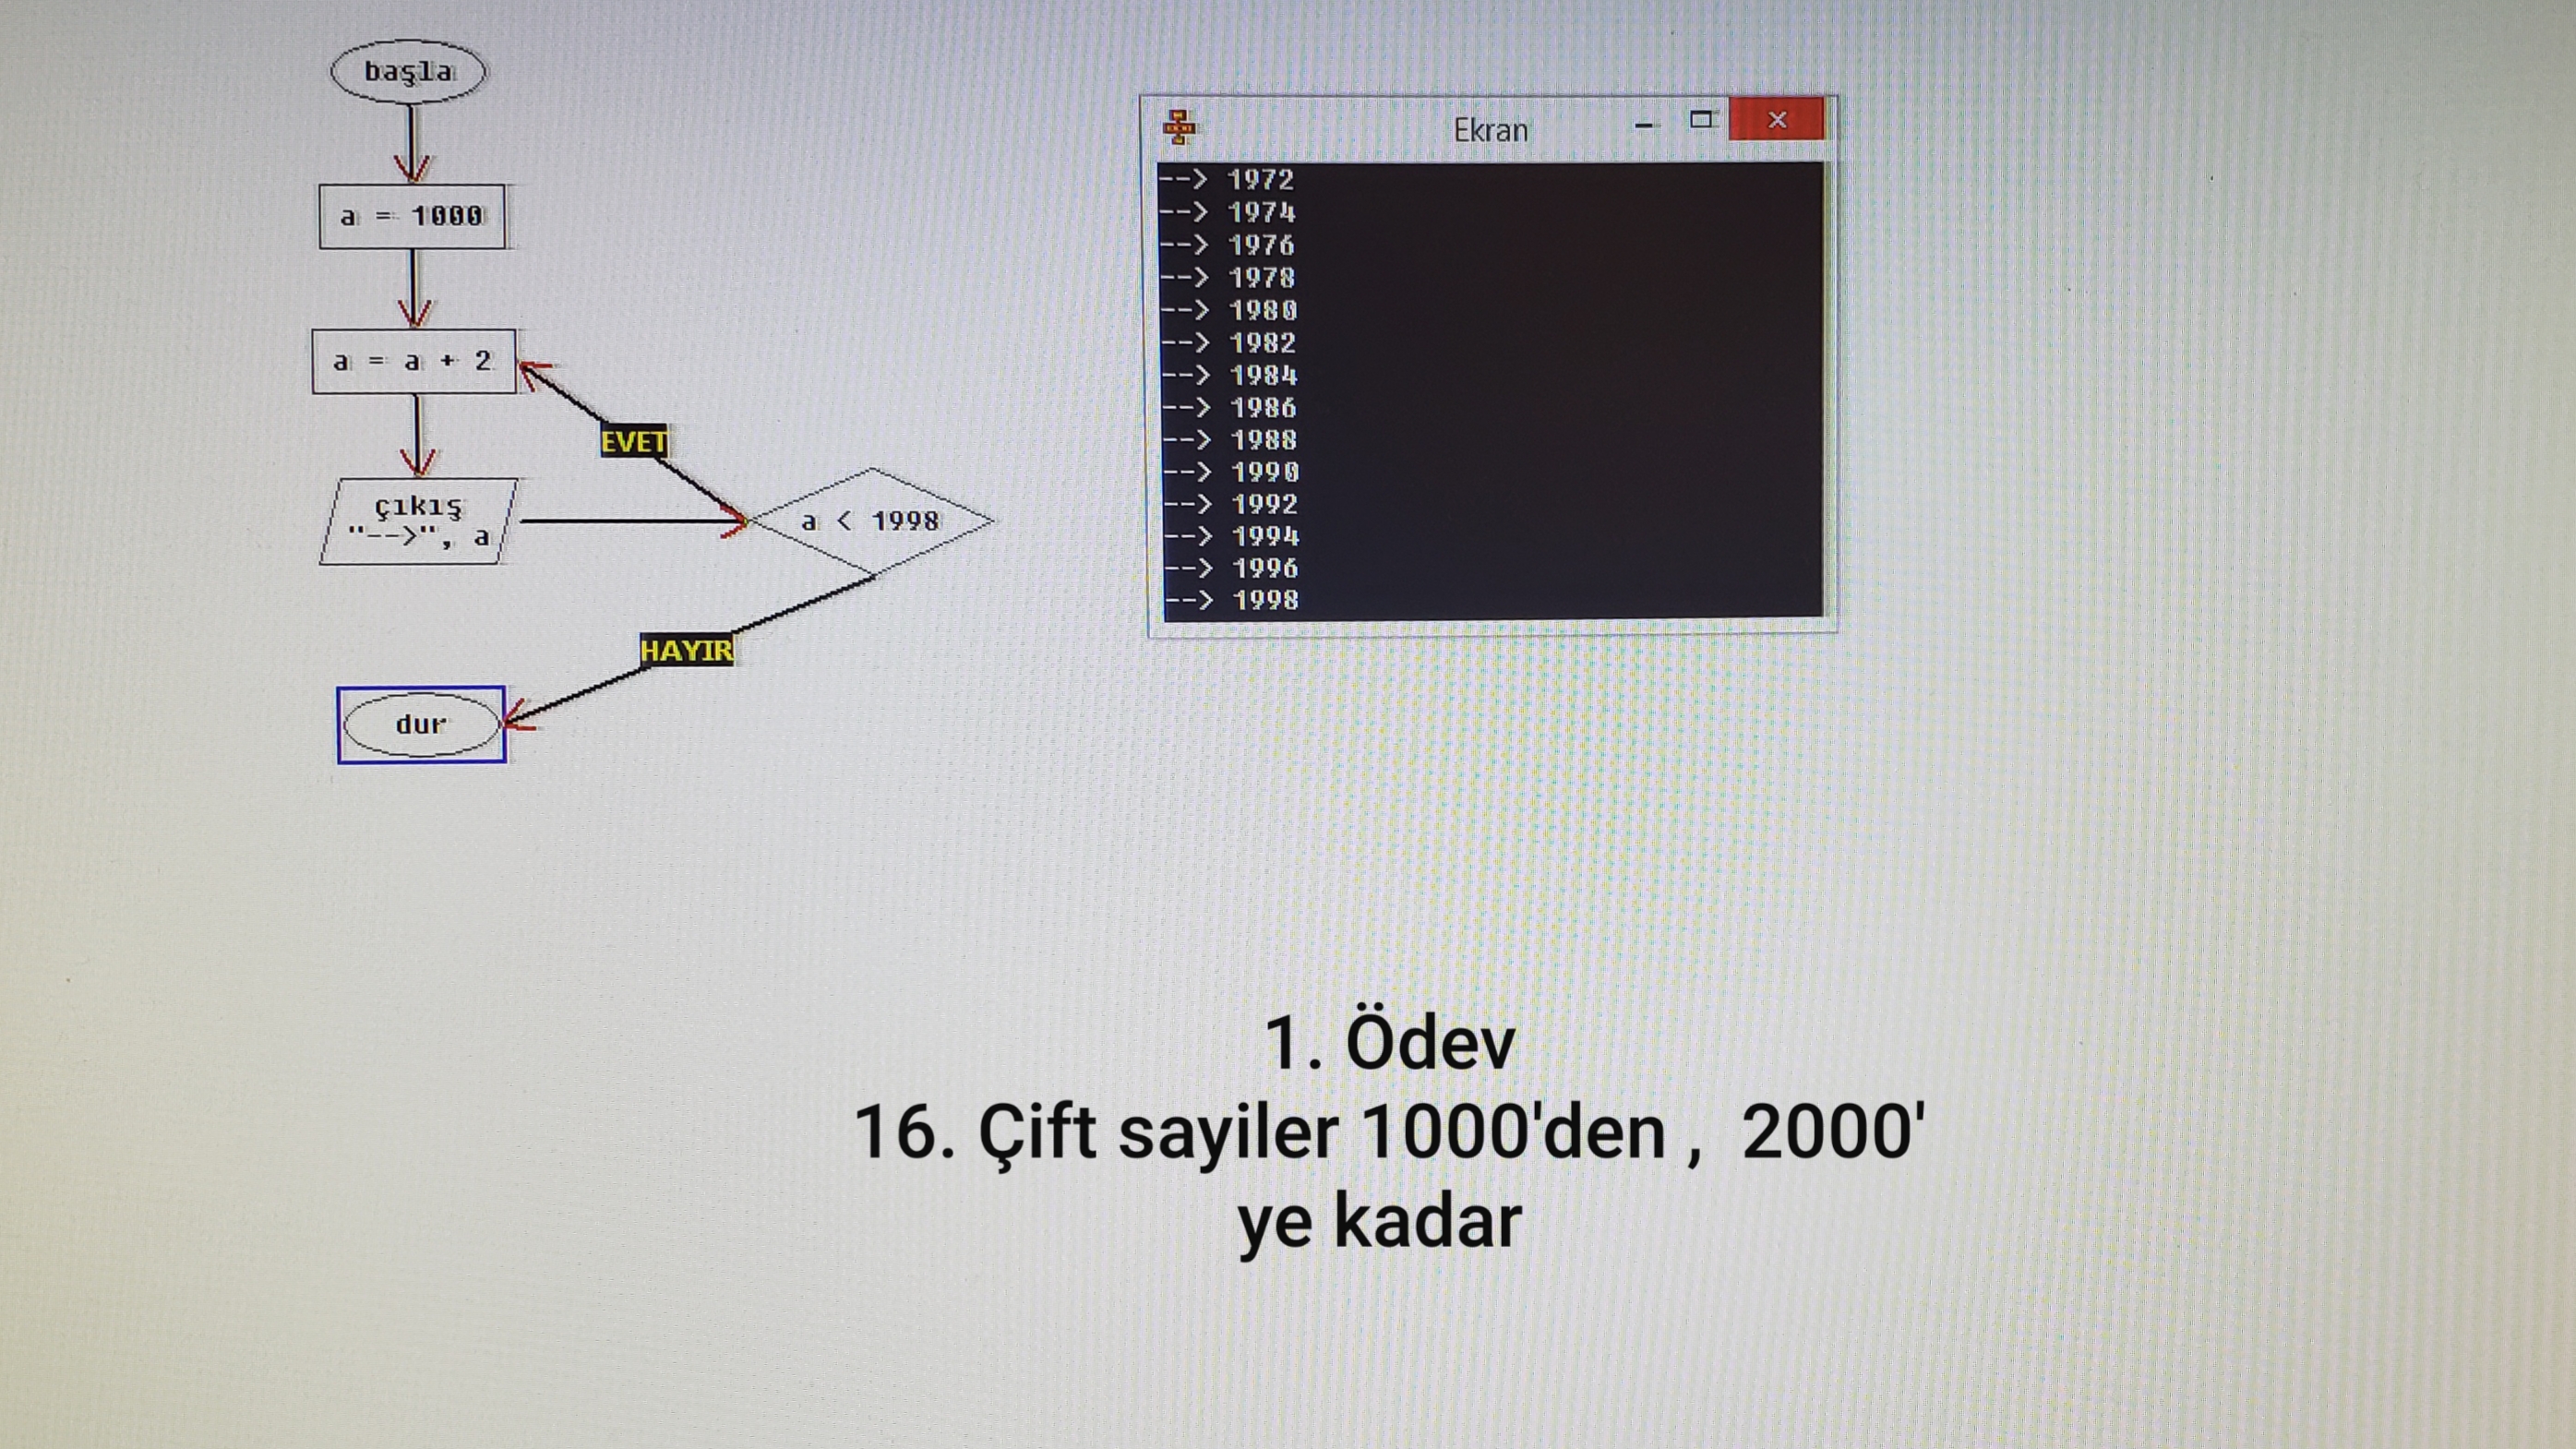 başla
a = 1000
a = a + 2
EVET
çıkış
"-->", a
a < 1998
HAYIR
dur
Ekran
--> 1972
--> 1974
--> 1976
--> 1978
--> 1980
--> 1982
--> 1984
--> 1986
--> 1988
--> 1990
--> 1992
--> 1994
--> 1996
--> 1998
1. Ödev
16. Çift sayiler 1000'den ,  2000'
ye kadar